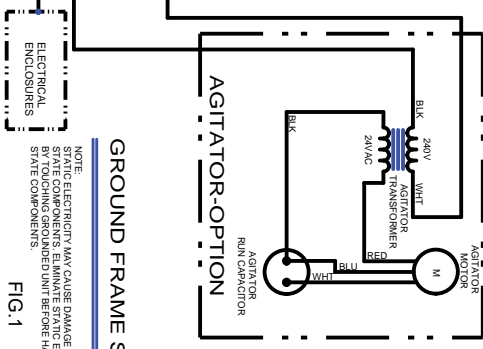 ELECTRICAL
ENCLOSURES
AGITATOR-OPTION
BLK
240V
WHT
24VAC
AGITATOR
TRANSFORMER
BLK
RED
BLU
WHT
AGITATOR
MOTOR
M
AGITATOR
RUN CAPACITOR
GROUND FRAME S
NOTE:
STATIC ELECTRICITY MAY CAUSE DAMAGE
STATE COMPONENTS. ELIMINATE STATIC E
BY TOUCHING GROUNDED UNIT BEFORE HA
STATE COMPONENTS.
FIG.1